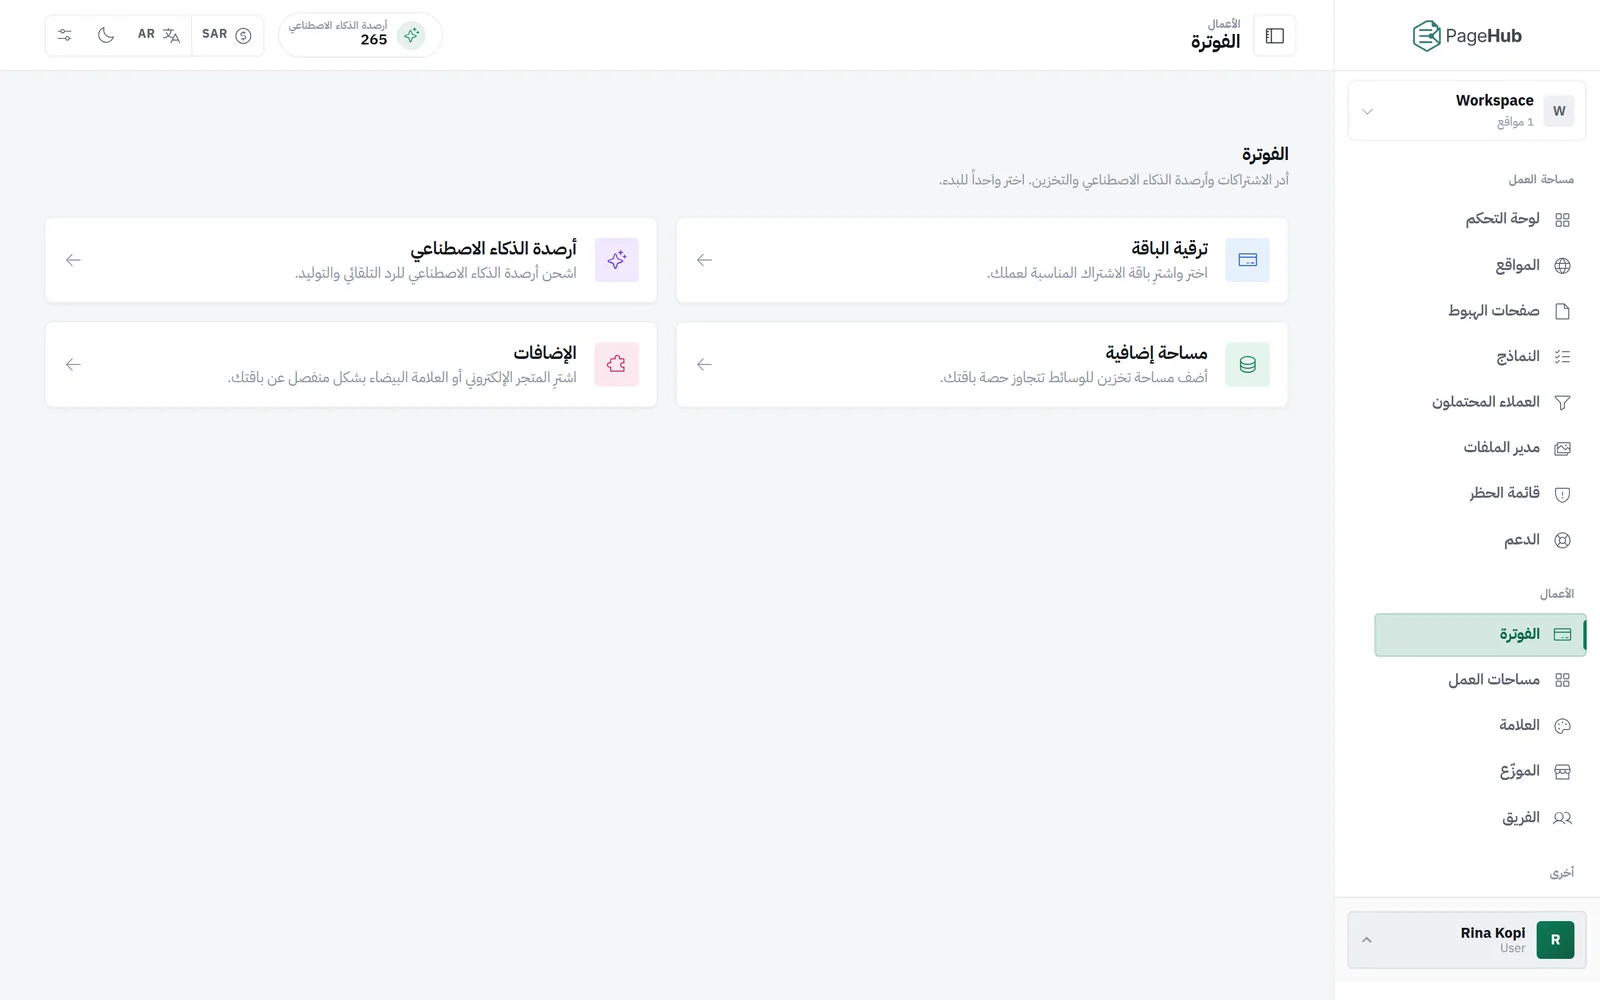 PageHub
الأعمال
الفوترة
أرصدة الذكاء الاصطناعي
265
SAR
AR
W
Workspace
1 مواقع
مساحة العمل
لوحة التحكم
المواقع
صفحات الهبوط
النماذج
العملاء المحتملون
مدير الملفات
قائمة الحظر
الدعم
الأعمال
الفوترة
مساحات العمل
العلامة
الموزّع
الفريق
أخرى
R
Rina Kopi
User
الفوترة
أدر الاشتراكات وأرصدة الذكاء الاصطناعي والتخزين. اختر واحداً للبدء.
ترقية الباقة
اختر واشترِ باقة الاشتراك المناسبة لعملك.
أرصدة الذكاء الاصطناعي
اشحن أرصدة الذكاء الاصطناعي للرد التلقائي والتوليد.
مساحة إضافية
أضف مساحة تخزين للوسائط تتجاوز حصة باقتك.
الإضافات
اشترِ المتجر الإلكتروني أو العلامة البيضاء بشكل منفصل عن باقتك.